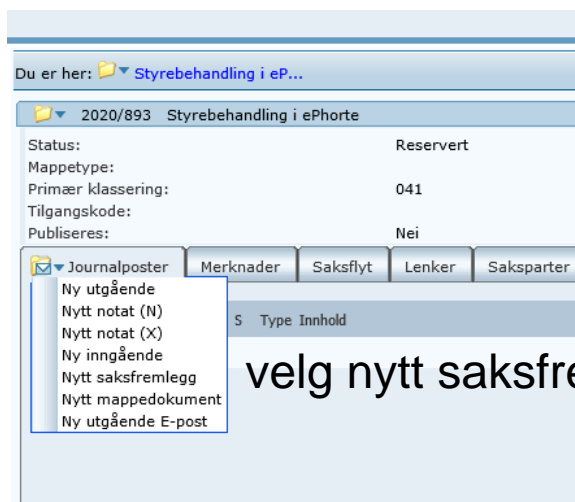 Du er her: Styrebehandling i eP...
2020/893 Styrebehandling i ePhorte
Status: Reservert
Mappetype:
Primær klassering: 041
Tilgangskode:
Publiseres: Nei
Journalposter Merknader Saksflyt Lenker Saksparter
Ny utgående
Nytt notat (N)
S Type Innhold
Nytt notat (X)
Ny inngående
Nytt saksfremlegg
velg nytt saksfre
Nytt mappedokument
Ny utgående E-post